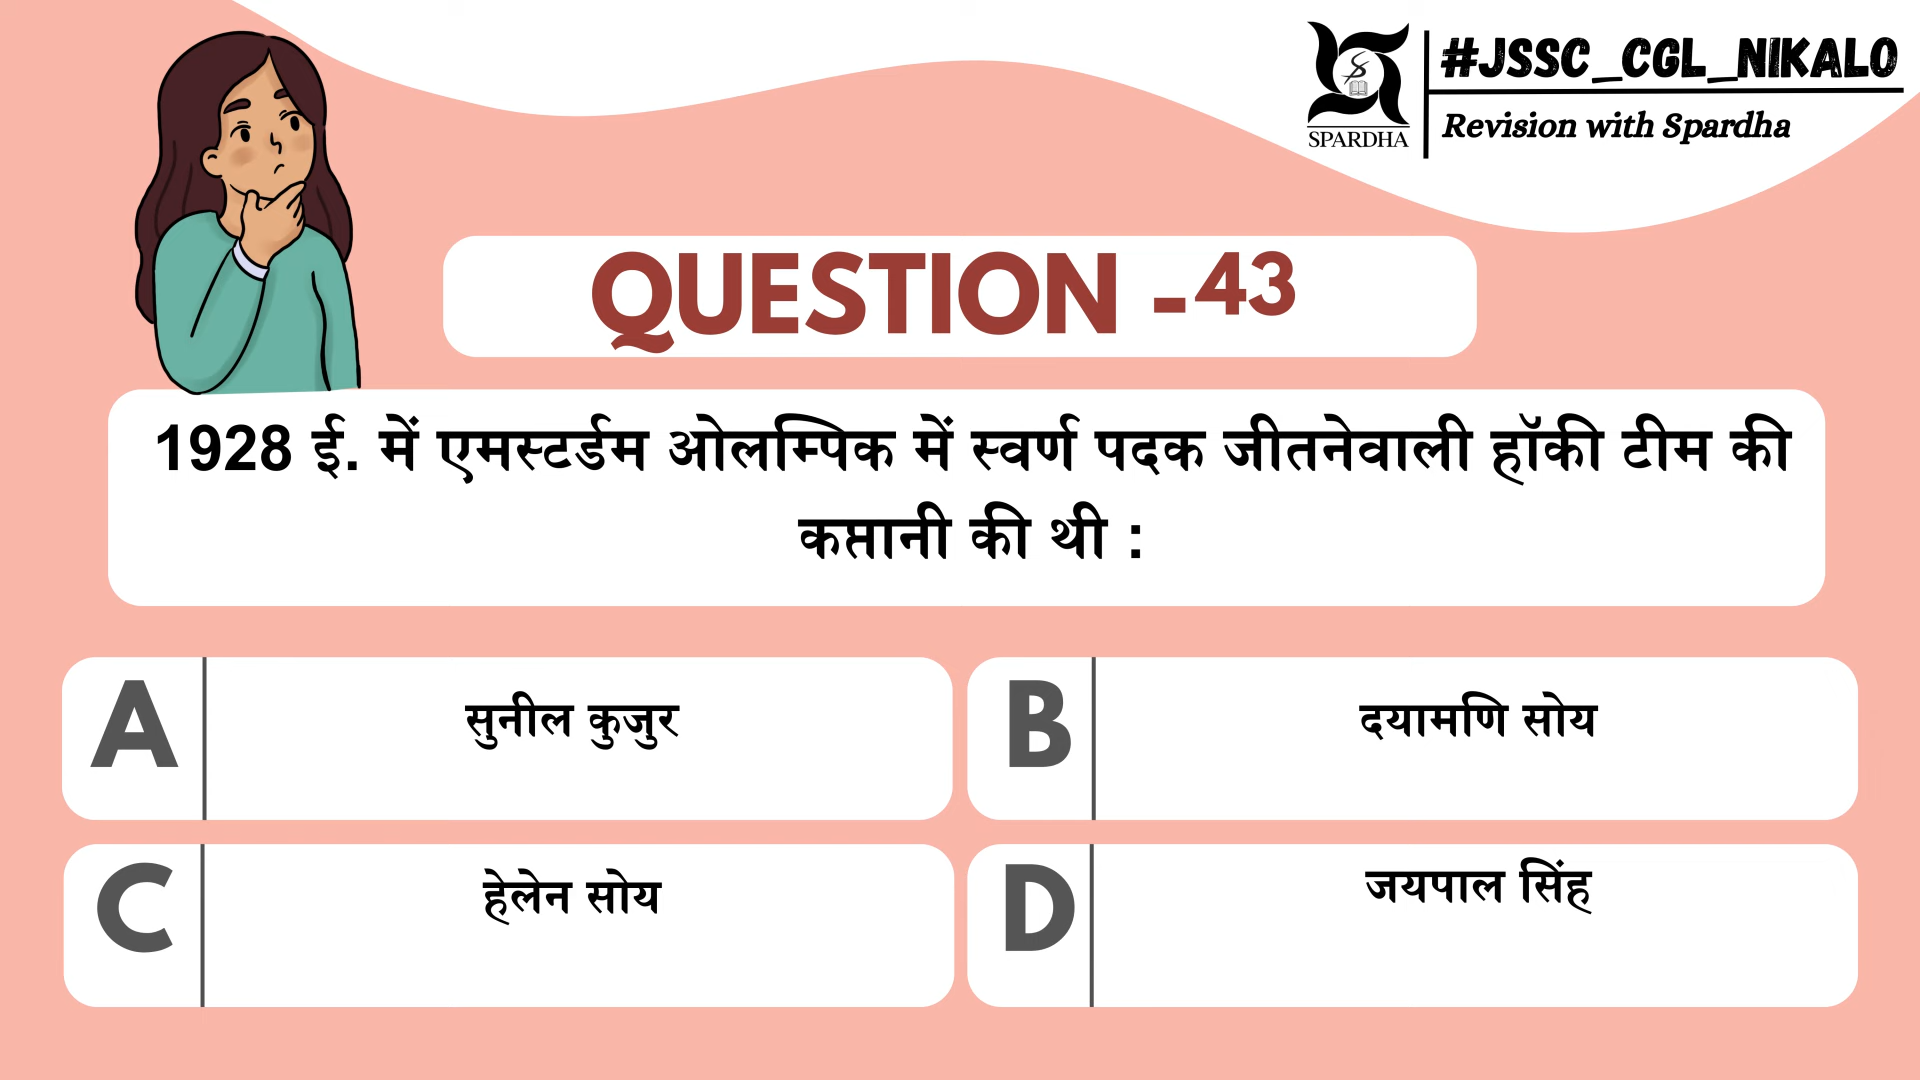 #JSSC_CGL_NIKALO
Revision with Spardha
SPARDHA
QUESTION -43
1928 ई. में एमस्टर्डम ओलम्पिक में स्वर्ण पदक जीतनेवाली हॉकी टीम की
कप्तानी की थी :
A
सुनील कुजुर
B
दयामणि सोय
C
हेलेन सोय
D
जयपाल सिंह